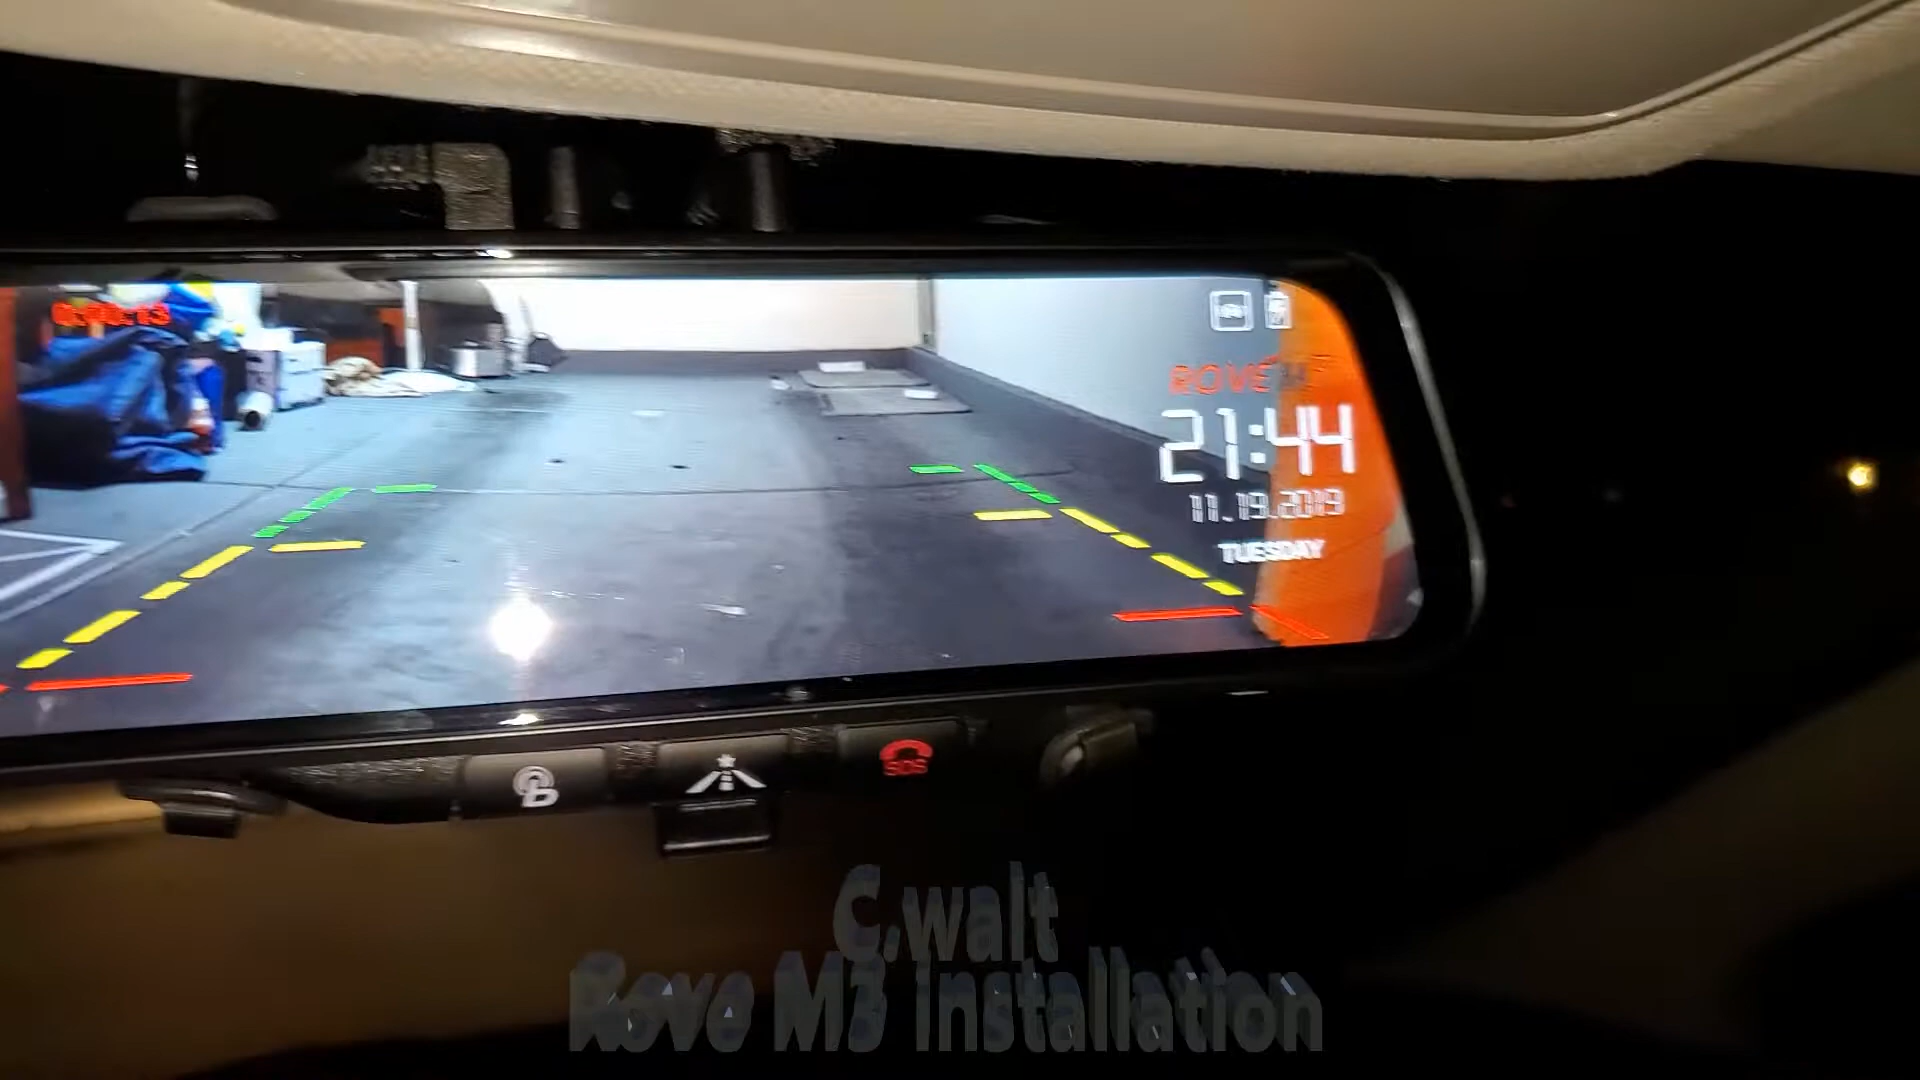 ROVE
21:44
11.19.2019
TUESDAY
SOS
C.walt
Rove M3 installation